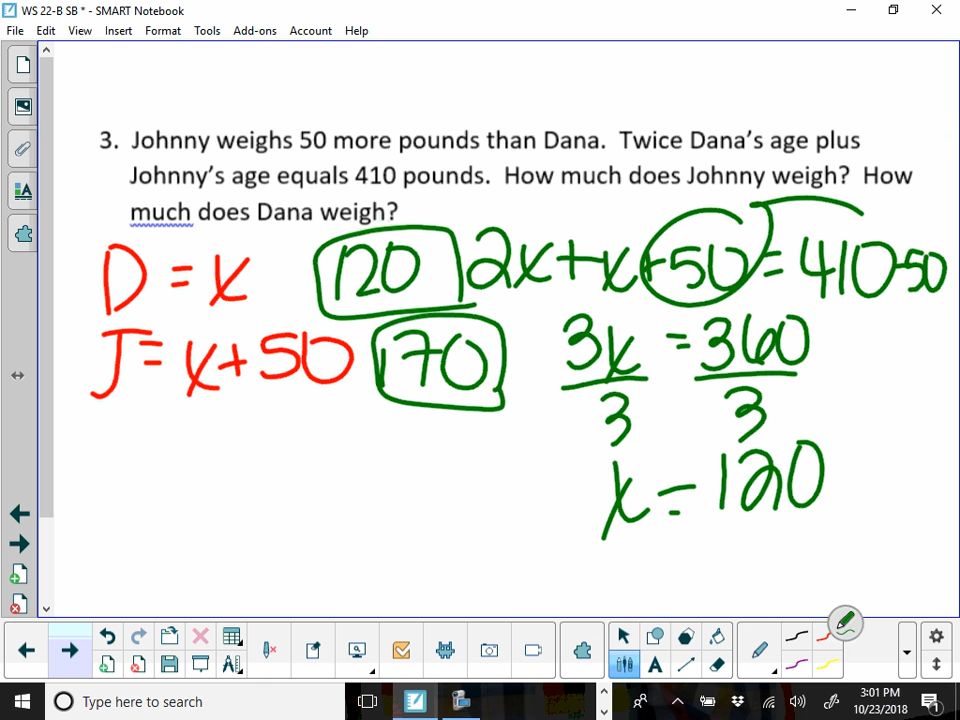 WS 22-B SB * - SMART Notebook
File Edit View Insert Format Tools Add-ons Account Help
3. Johnny weighs 50 more pounds than Dana. Twice Dana's age plus
Johnny's age equals 410 pounds. How much does Johnny weigh? How
much does Dana weigh?
D = x 120 2x+x+50=410-50
J= x+50 170 3x = 360
3 3
x = 120
Type here to search
3:01 PM
10/23/2018
1